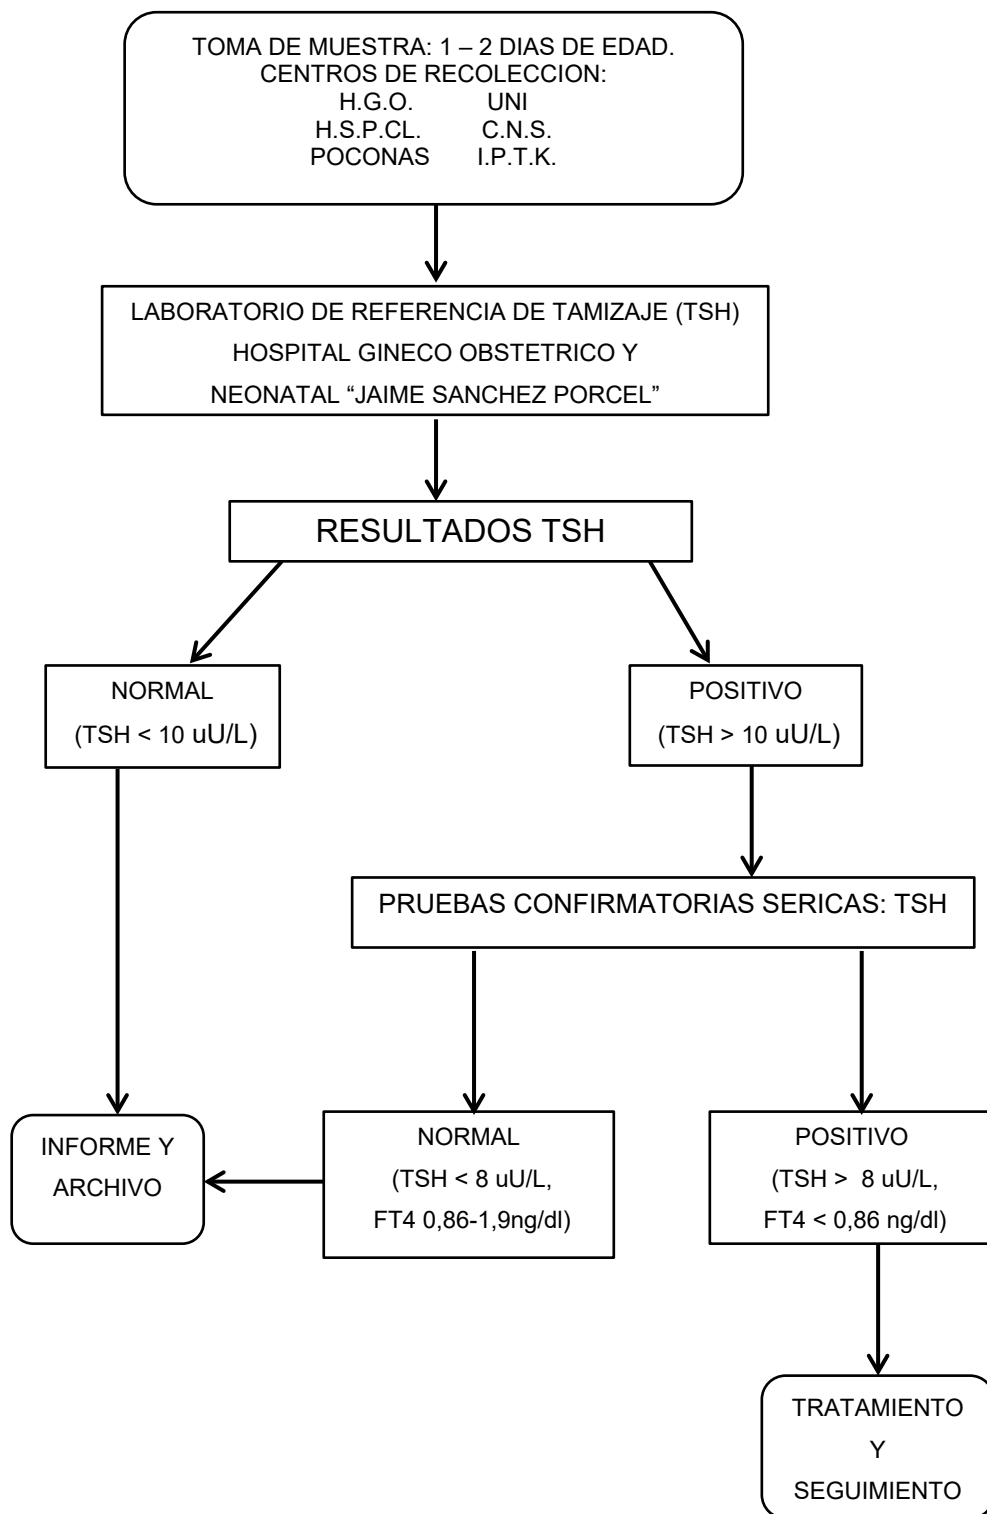 TOMA DE MUESTRA: 1 – 2 DIAS DE EDAD.
CENTROS DE RECOLECCION:
H.G.O. UNI
H.S.P.CL. C.N.S.
POCONAS I.P.T.K.
LABORATORIO DE REFERENCIA DE TAMIZAJE (TSH)
HOSPITAL GINECO OBSTETRICO Y
NEONATAL “JAIME SANCHEZ PORCEL”
RESULTADOS TSH
NORMAL
(TSH < 10 uU/L)
POSITIVO
(TSH > 10 uU/L)
PRUEBAS CONFIRMATORIAS SERICAS: TSH
INFORME Y
ARCHIVO
NORMAL
(TSH < 8 uU/L,
FT4 0,86-1,9ng/dl)
POSITIVO
(TSH > 8 uU/L,
FT4 < 0,86 ng/dl)
TRATAMIENTO
Y
SEGUIMIENTO